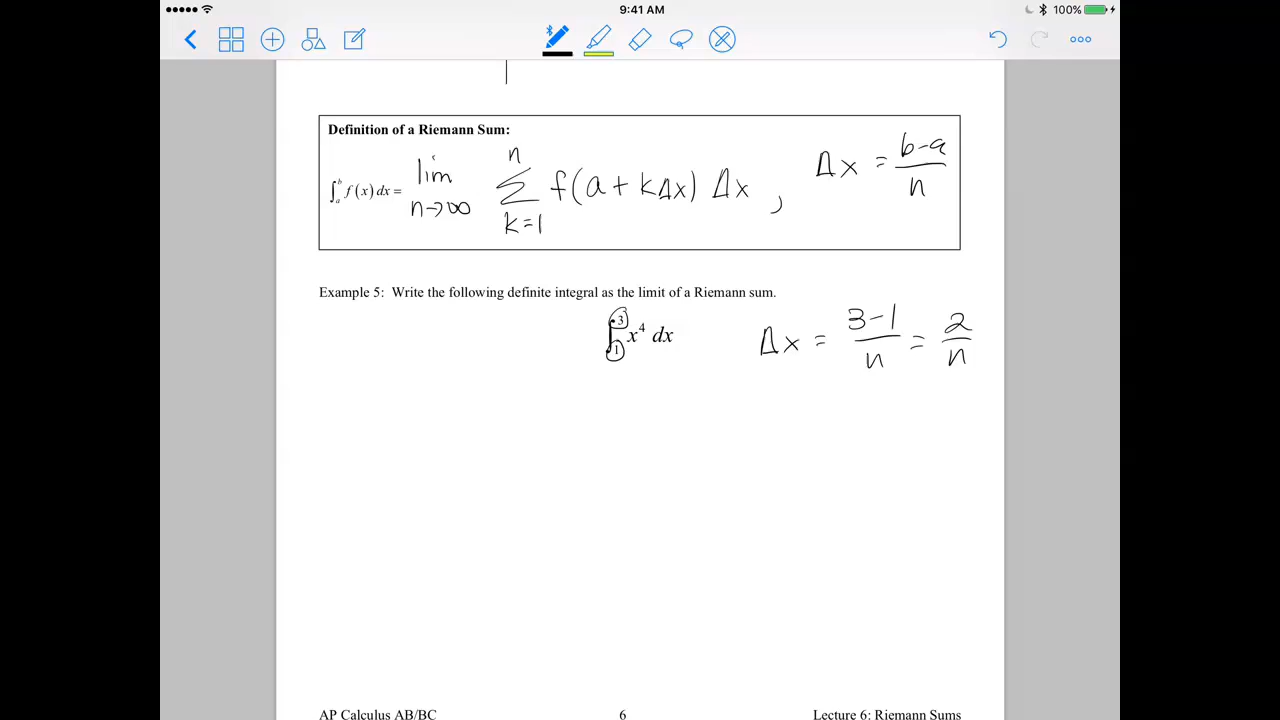 9:41 AM
100%
Definition of a Riemann Sum:
∫_a^b f(x) dx = lim_{n→∞} Σ_{k=1}^{n} f(a + kΔx) Δx , Δx = (b-a)/n
Example 5: Write the following definite integral as the limit of a Riemann sum.
∫_1^3 x^4 dx Δx = (3-1)/n = 2/n
AP Calculus AB/BC 6 Lecture 6: Riemann Sums